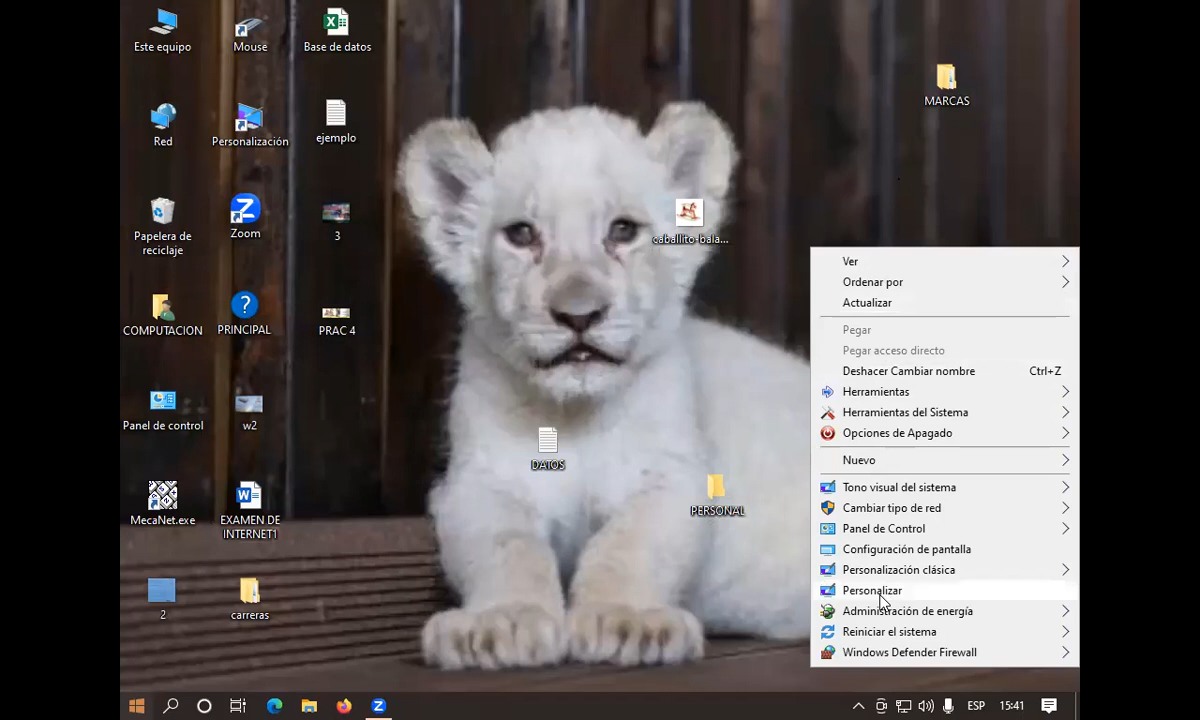 Este equipo
Mouse
Base de datos
MARCAS
Red
Personalización
ejemplo
Papelera de
reciclaje
Zoom
3
caballito-bala...
COMPUTACION
PRINCIPAL
PRAC 4
Panel de control
w2
DATOS
PERSONAL
MecaNet.exe
EXAMEN DE
INTERNET1
2
carreras
Ver
Ordenar por
Actualizar
Pegar
Pegar acceso directo
Deshacer Cambiar nombre Ctrl+Z
Herramientas
Herramientas del Sistema
Opciones de Apagado
Nuevo
Tono visual del sistema
Cambiar tipo de red
Panel de Control
Configuración de pantalla
Personalización clásica
Personalizar
Administración de energía
Reiniciar el sistema
Windows Defender Firewall
ESP 15:41